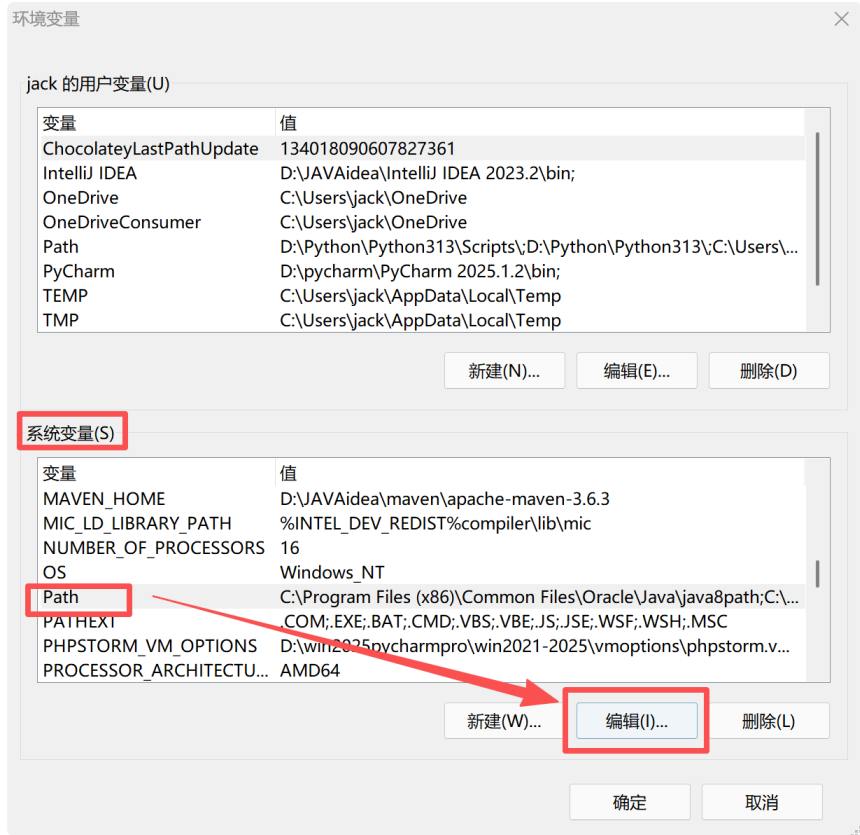 环境变量
jack 的用户变量(U)
变量 值
ChocolateyLastPathUpdate 134018090607827361
IntelliJ IDEA D:\JAVAidea\IntelliJ IDEA 2023.2\bin;
OneDrive C:\Users\jack\OneDrive
OneDriveConsumer C:\Users\jack\OneDrive
Path D:\Python\Python313\Scripts\;D:\Python\Python313\;C:\Users\...
PyCharm D:\pycharm\PyCharm 2025.1.2\bin;
TEMP C:\Users\jack\AppData\Local\Temp
TMP C:\Users\jack\AppData\Local\Temp
新建(N)... 编辑(E)... 删除(D)
系统变量(S)
变量 值
MAVEN_HOME D:\JAVAidea\maven\apache-maven-3.6.3
MIC_LD_LIBRARY_PATH %INTEL_DEV_REDIST%compiler\lib\mic
NUMBER_OF_PROCESSORS 16
OS Windows_NT
Path C:\Program Files (x86)\Common Files\Oracle\Java\java8path;C:\...
PATHEXT .COM;.EXE;.BAT;.CMD;.VBS;.VBE;.JS;.JSE;.WSF;.WSH;.MSC
PHPSTORM_VM_OPTIONS D:\win2025pycharmpro\win2021-2025\vmoptions\phpstorm.v...
PROCESSOR_ARCHITECTU... AMD64
新建(W)... 编辑(I)... 删除(L)
确定 取消